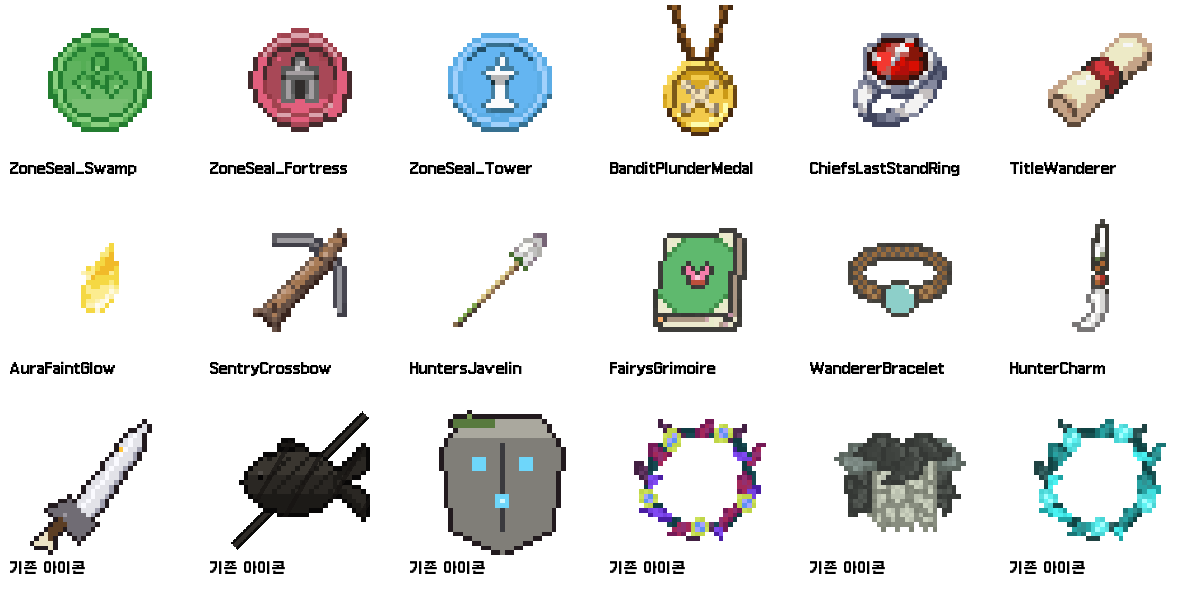 ZoneSeal_Swamp ZoneSeal_Fortress ZoneSeal_Tower BanditPlunderMedal ChiefsLastStandRing TitleWanderer
AuraFaintGlow SentryCrossbow HuntersJavelin FairysGrimoire WandererBracelet HunterCharm
기존 아이콘 기존 아이콘 기존 아이콘 기존 아이콘 기존 아이콘 기존 아이콘